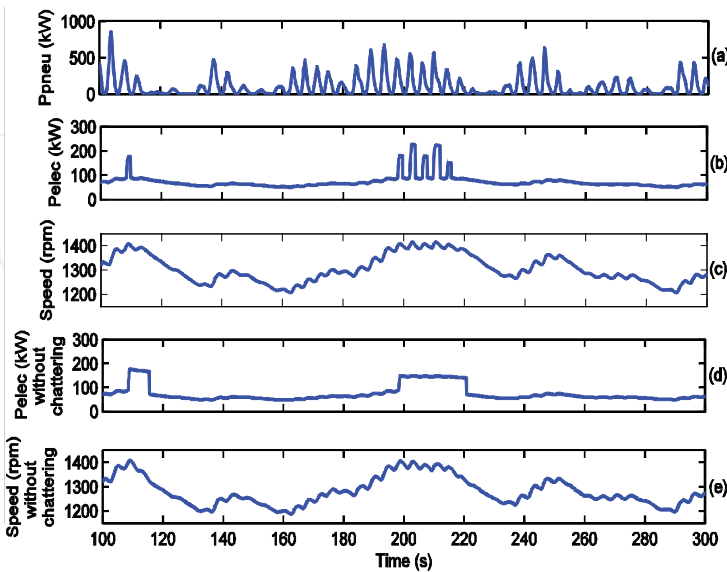 Ppneu (kW)
1000
500
0
(a)
Pelec (kW)
300
200
100
0
(b)
Speed (rpm)
1400
1300
1200
(c)
Pelec (kW)
without
chattering
300
200
100
0
(d)
Speed (rpm)
without
chattering
1400
1300
1200
(e)
100 120 140 160 180 200 220 240 260 280 300
Time (s)